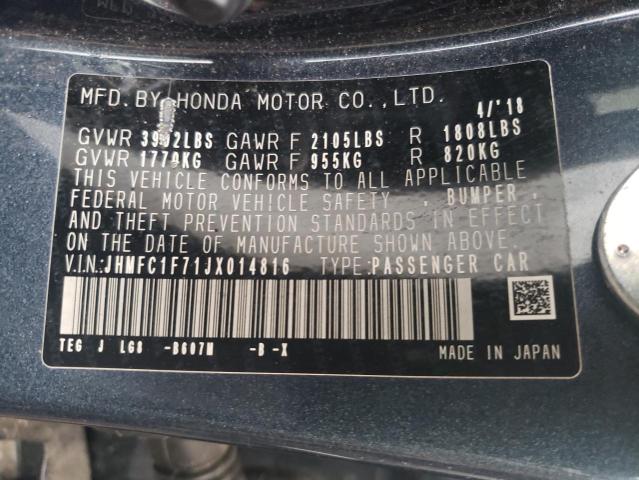 MFD. BY HONDA MOTOR CO., LTD. 4/'18
GVWR LBS GAWR F 2105LBS R 1808LBS
GVWR KG GAWR F 955KG R 820KG
THIS VEHICLE CONFORMS TO ALL APPLICABLE
FEDERAL MOTOR VEHICLE SAFETY , BUMPER ,
AND THEFT PREVENTION STANDARDS IN EFFECT
ON THE DATE OF MANUFACTURE SHOWN ABOVE.
V.I.N:JHMFC1F71JX014816 TYPE:PASSENGER CAR
TEG J LG8 -B607M -B -X MADE IN JAPAN